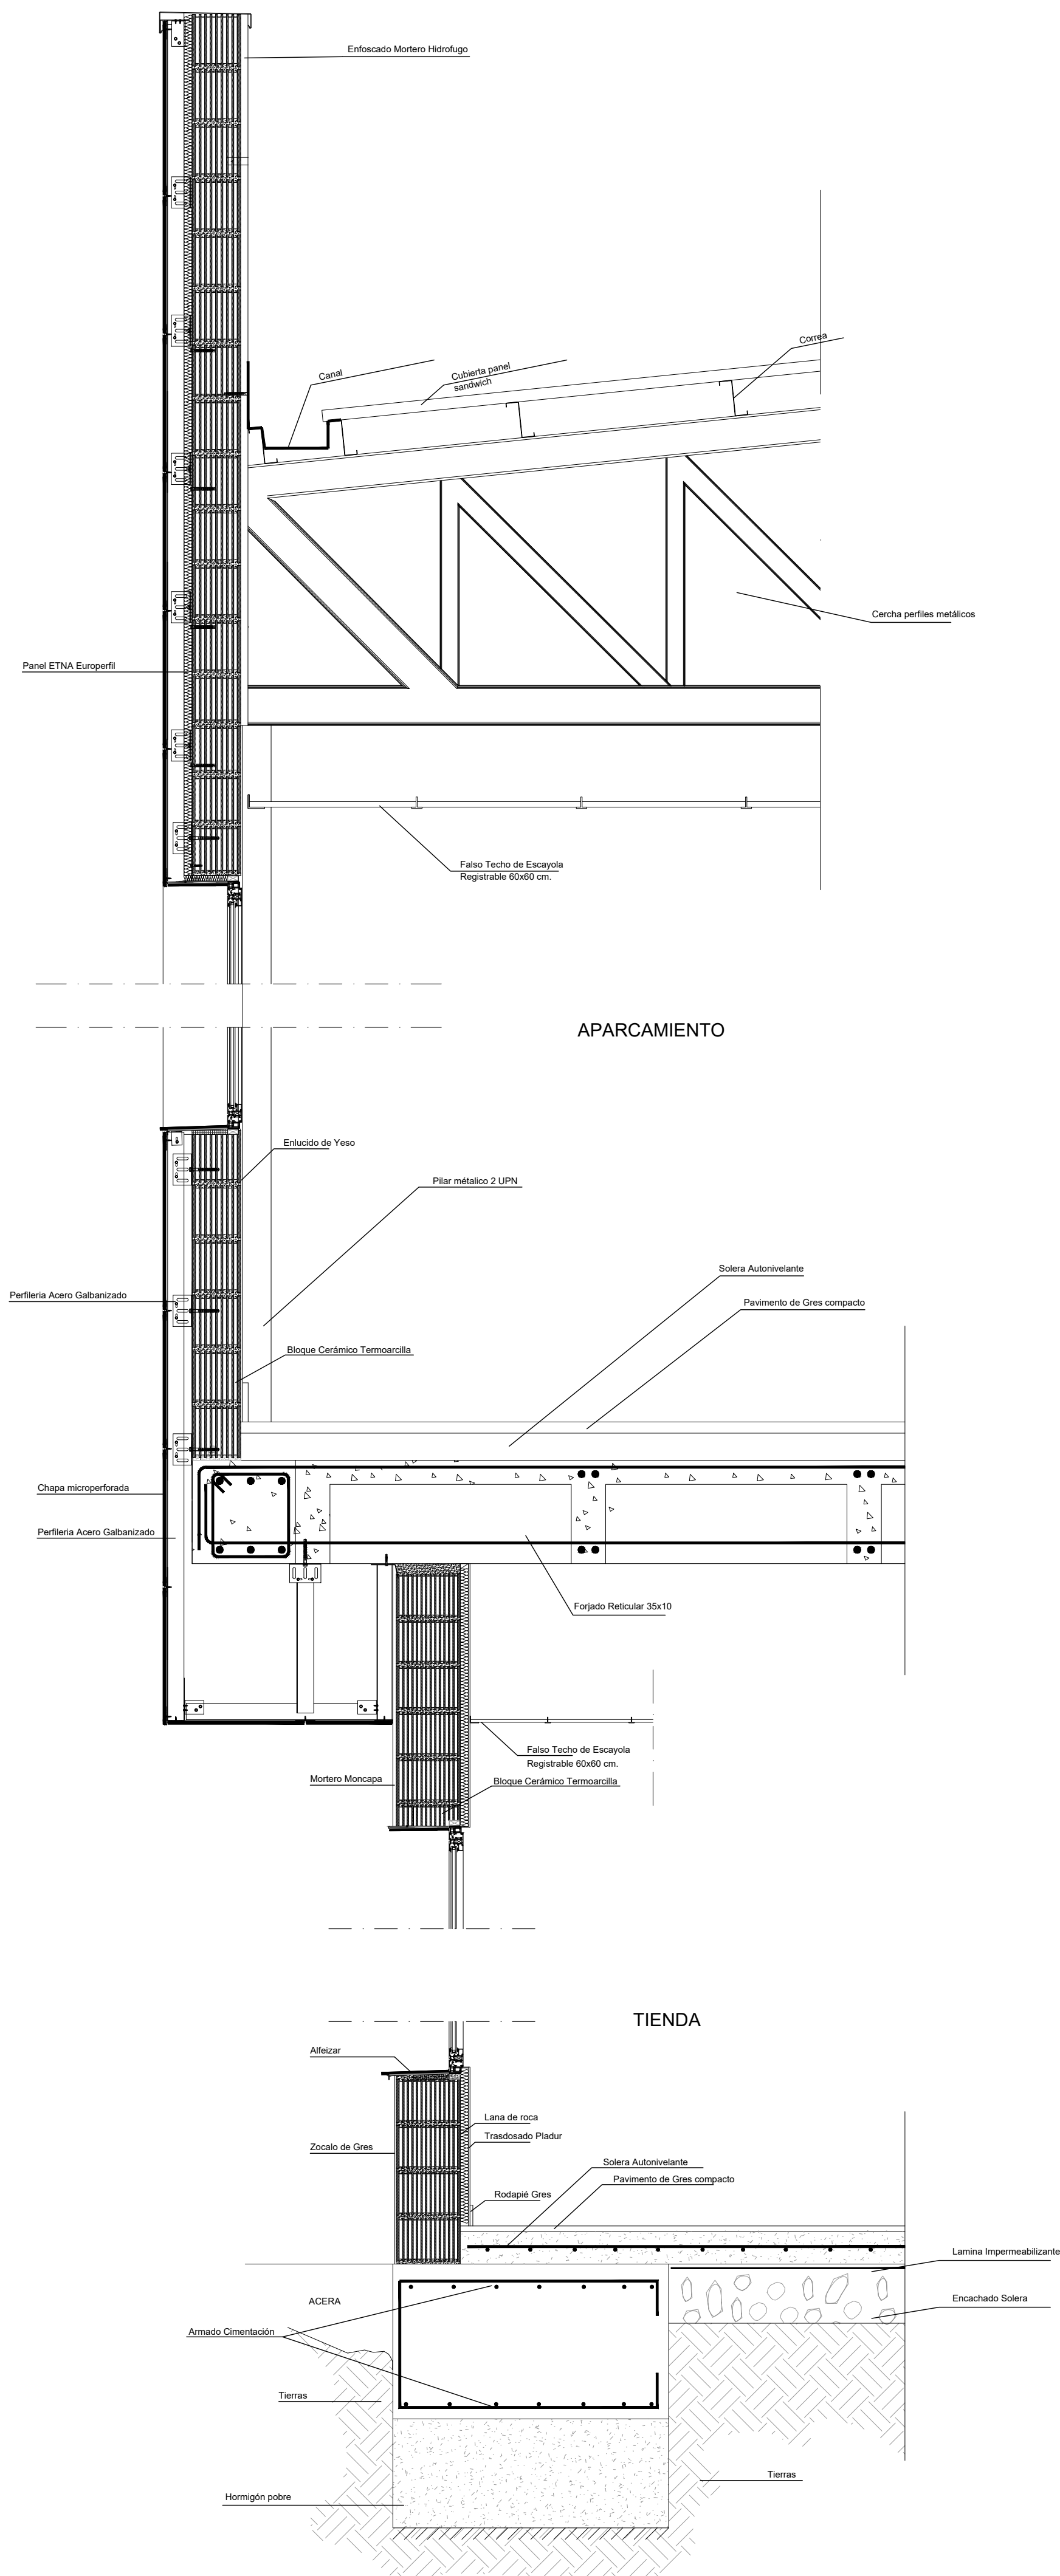 Enfoscado Mortero Hidrofugo
Correa
Canal
Cubierta panel
sandwich
Cercha perfiles metálicos
Panel ETNA Europerfil
Falso Techo de Escayola
Registrable 60x60 cm.
APARCAMIENTO
Enlucido de Yeso
Pilar métalico 2 UPN
Solera Autonivelante
Perfileria Acero Galbanizado
Pavimento de Gres compacto
Bloque Cerámico Termoarcilla
Chapa microperforada
Perfileria Acero Galbanizado
Forjado Reticular 35x10
Falso Techo de Escayola
Registrable 60x60 cm.
Mortero Moncapa
Bloque Cerámico Termoarcilla
TIENDA
Alfeizar
Lana de roca
Trasdosado Pladur
Zocalo de Gres
Solera Autonivelante
Pavimento de Gres compacto
Rodapié Gres
Lamina Impermeabilizante
Encachado Solera
ACERA
Armado Cimentación
Tierras
Tierras
Hormigón pobre